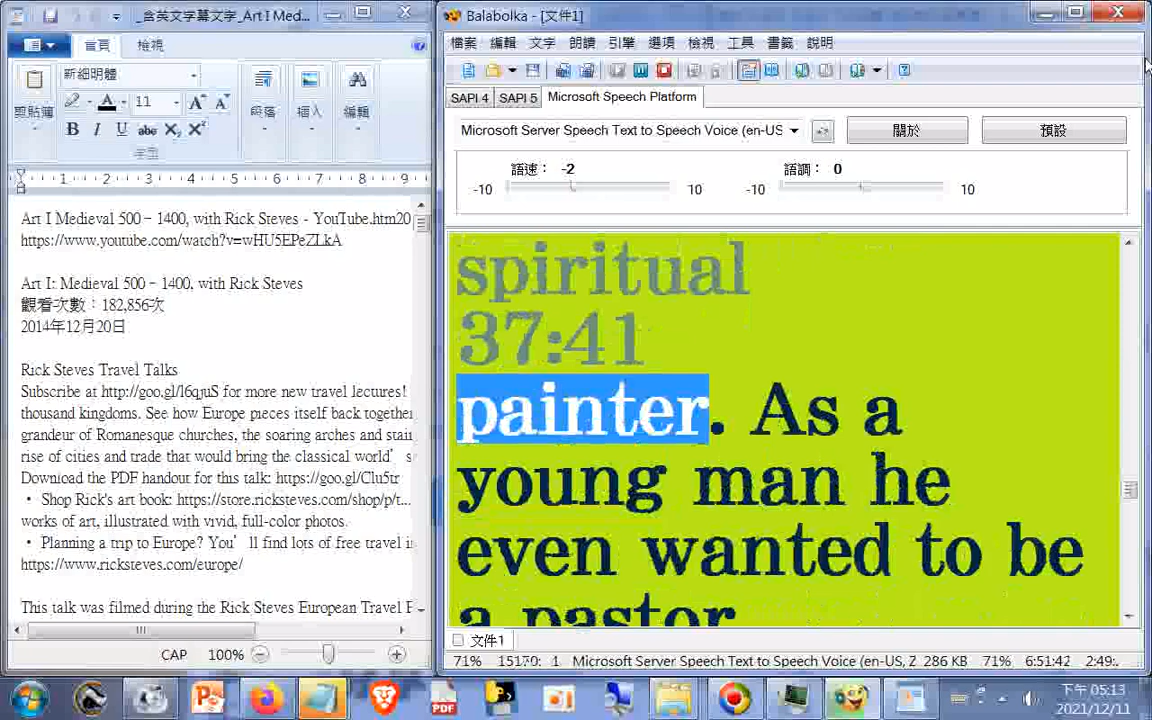 _含英文字幕文字_Art I Med...
首頁
檢視
新細明體
11
剪貼簿
B I U abc X₂ X²
字型
段落
插入
編輯
1 2 3 4 5 6 7 8 9
Art I Medieval 500–1400, with Rick Steves - YouTube.htm20
https://www.youtube.com/watch?v=wHU5EPeZLkA
Art I: Medieval 500–1400, with Rick Steves
觀看次數：182,856次
2014年12月20日
Rick Steves Travel Talks
Subscribe at http://goo.gl/l6qjuS for more new travel lectures!
thousand kingdoms. See how Europe pieces itself back together
grandeur of Romanesque churches, the soaring arches and stai
rise of cities and trade that would bring the classical world's
Download the PDF handout for this talk: https://goo.gl/Clu5tr
• Shop Rick's art book: https://store.ricksteves.com/shop/p/t...
works of art, illustrated with vivid, full-color photos.
• Planning a trip to Europe? You'll find lots of free travel i
https://www.ricksteves.com/europe/
This talk was filmed during the Rick Steves European Travel F
CAP 100%
Balabolka - [文件1]
檔案 編輯 文字 朗讀 引擎 選項 檢視 工具 書籤 說明
SAPI 4 SAPI 5 Microsoft Speech Platform
Microsoft Server Speech Text to Speech Voice (en-US
關於
預設
語速： -2
語調： 0
-10 10 -10 10
spiritual
37:41
painter. As a
young man he
even wanted to be
a pastor
文件1
71% 15170: 1 Microsoft Server Speech Text to Speech Voice (en-US, Z 286 KB 71% 6:51:42 2:49:.
PDF
下午 05:13
2021/12/11